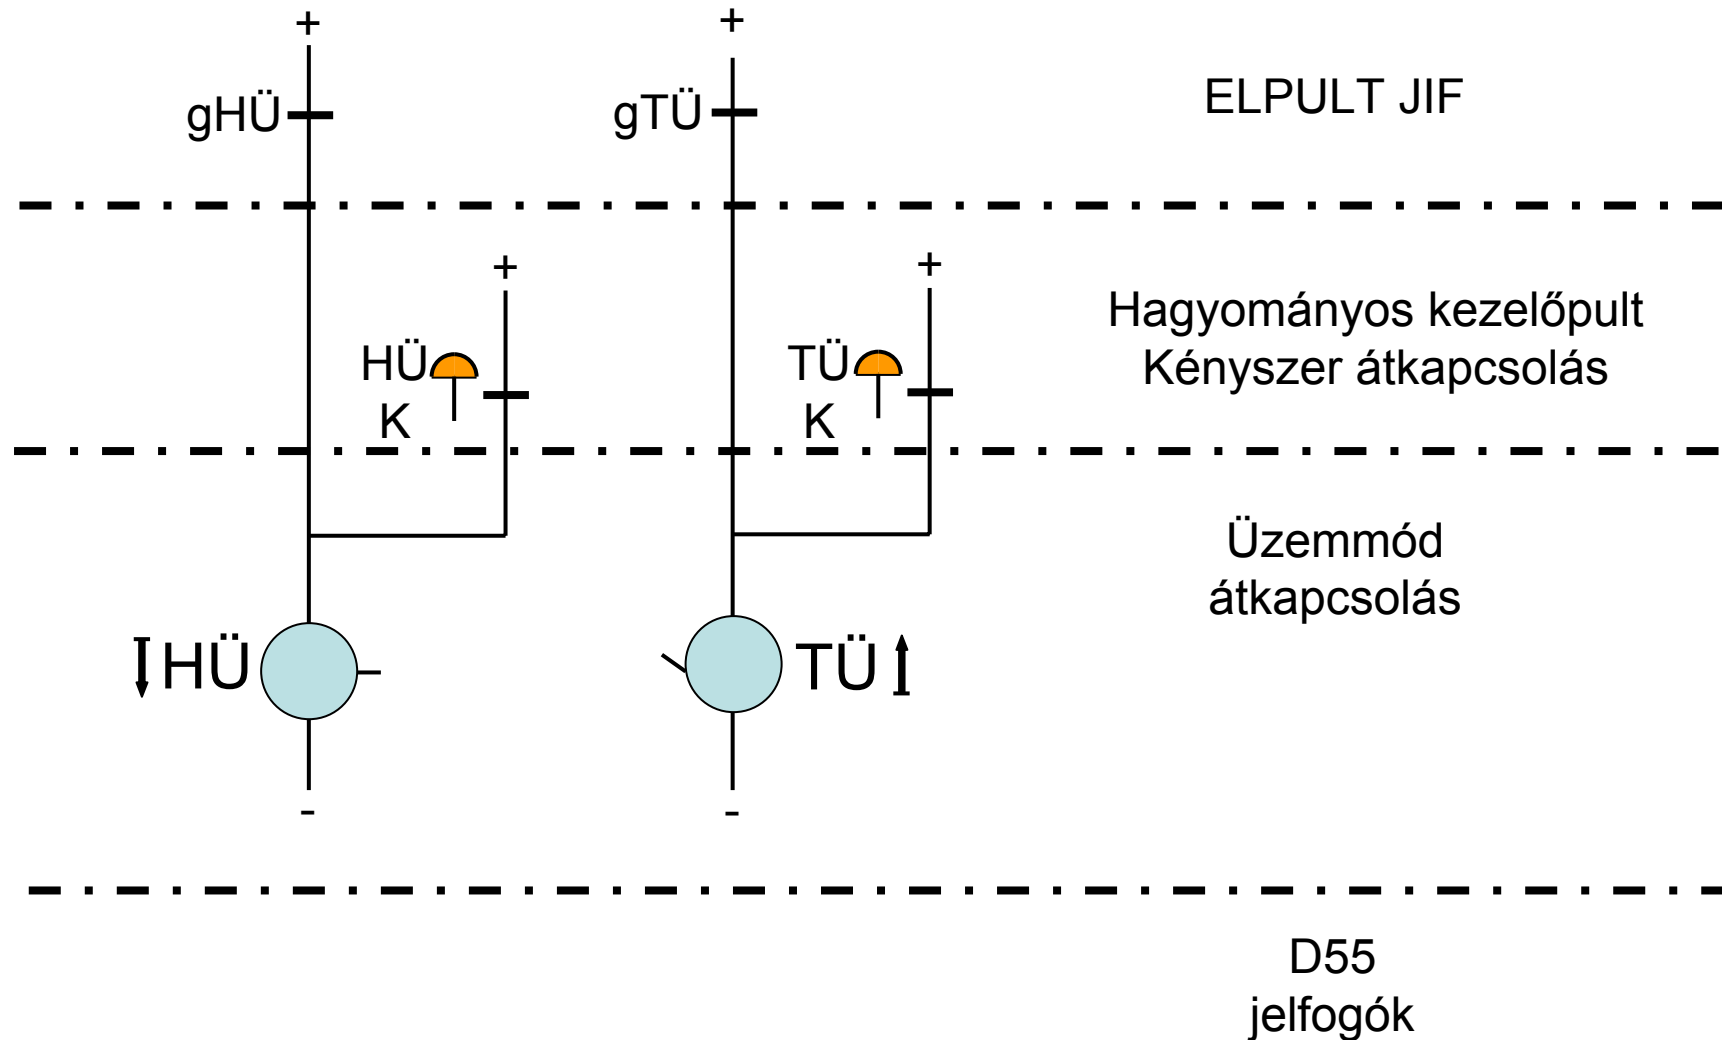 +
+
gHÜ
gTÜ
ELPULT JIF
+
+
HÜ
K
TÜ
K
Hagyományos kezelőpult
Kényszer átkapcsolás
Üzemmód
átkapcsolás
HÜ
TÜ
-
-
D55
jelfogók